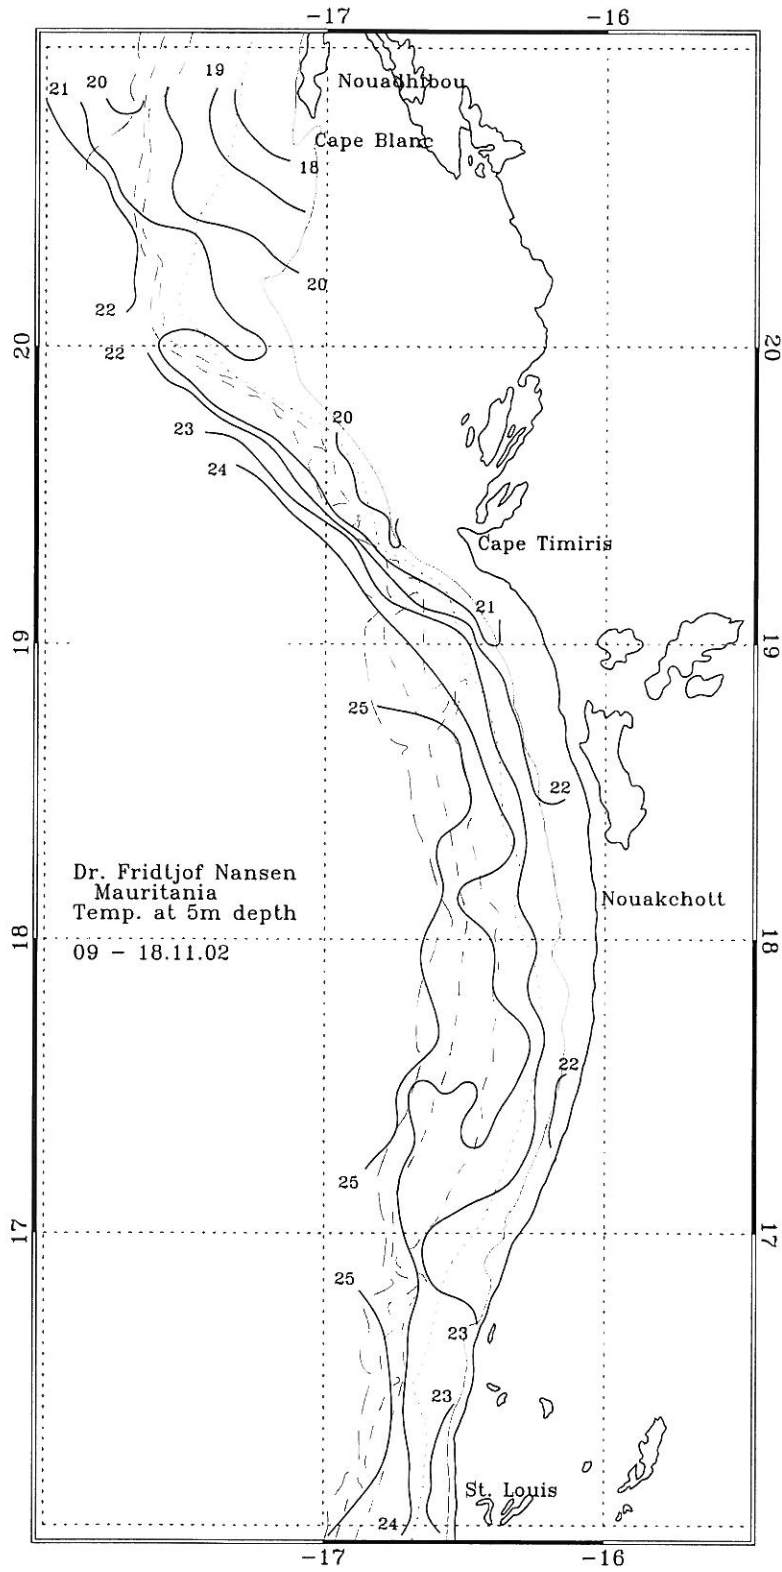 -17 -16
21 20 19
Nouadhibou
Cape Blanc
18
20
22
20 20
22
20
23
24
Cape Timiris
21
19 19
25
22
Dr. Fridtjof Nansen
Mauritania
Temp. at 5m depth
09 - 18.11.02
Nouakchott
18 18
22
25
17 17
25
23
23
St. Louis
24
-17 -16